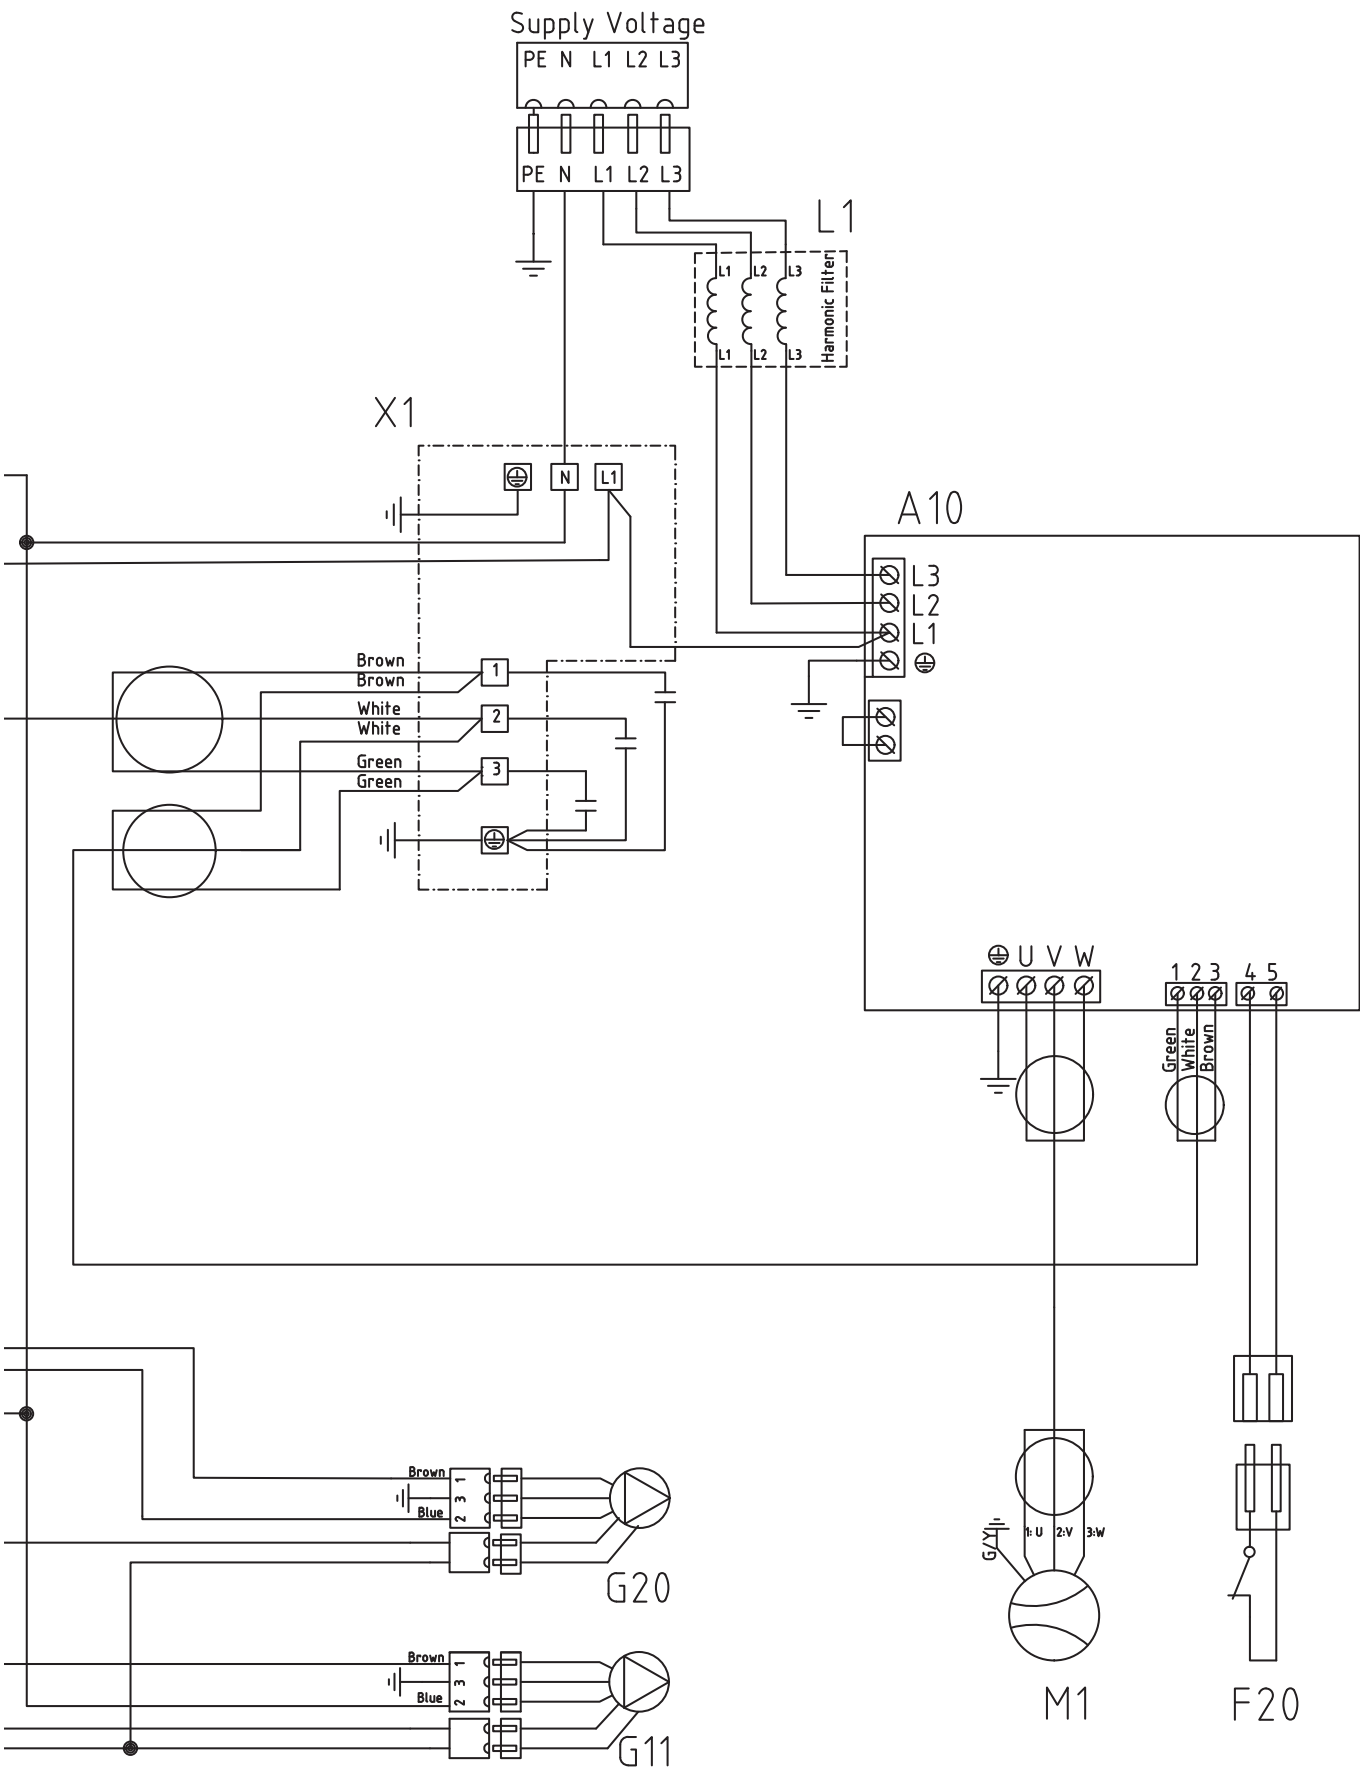 Supply Voltage
PE N L1 L2 L3
PE N L1 L2 L3
L1
L1 L2 L3
Harmonic Filter
L1 L2 L3
X1
N L1
A10
L3
L2
L1
Brown
Brown
1
White
White
2
Green
Green
3
U V W
1 2 3 4 5
Green
White
Brown
Brown
1
3
Blue
2
G20
G/Y
1: U 2:V 3:W
Brown
1
3
Blue
2
G11
M1
F20